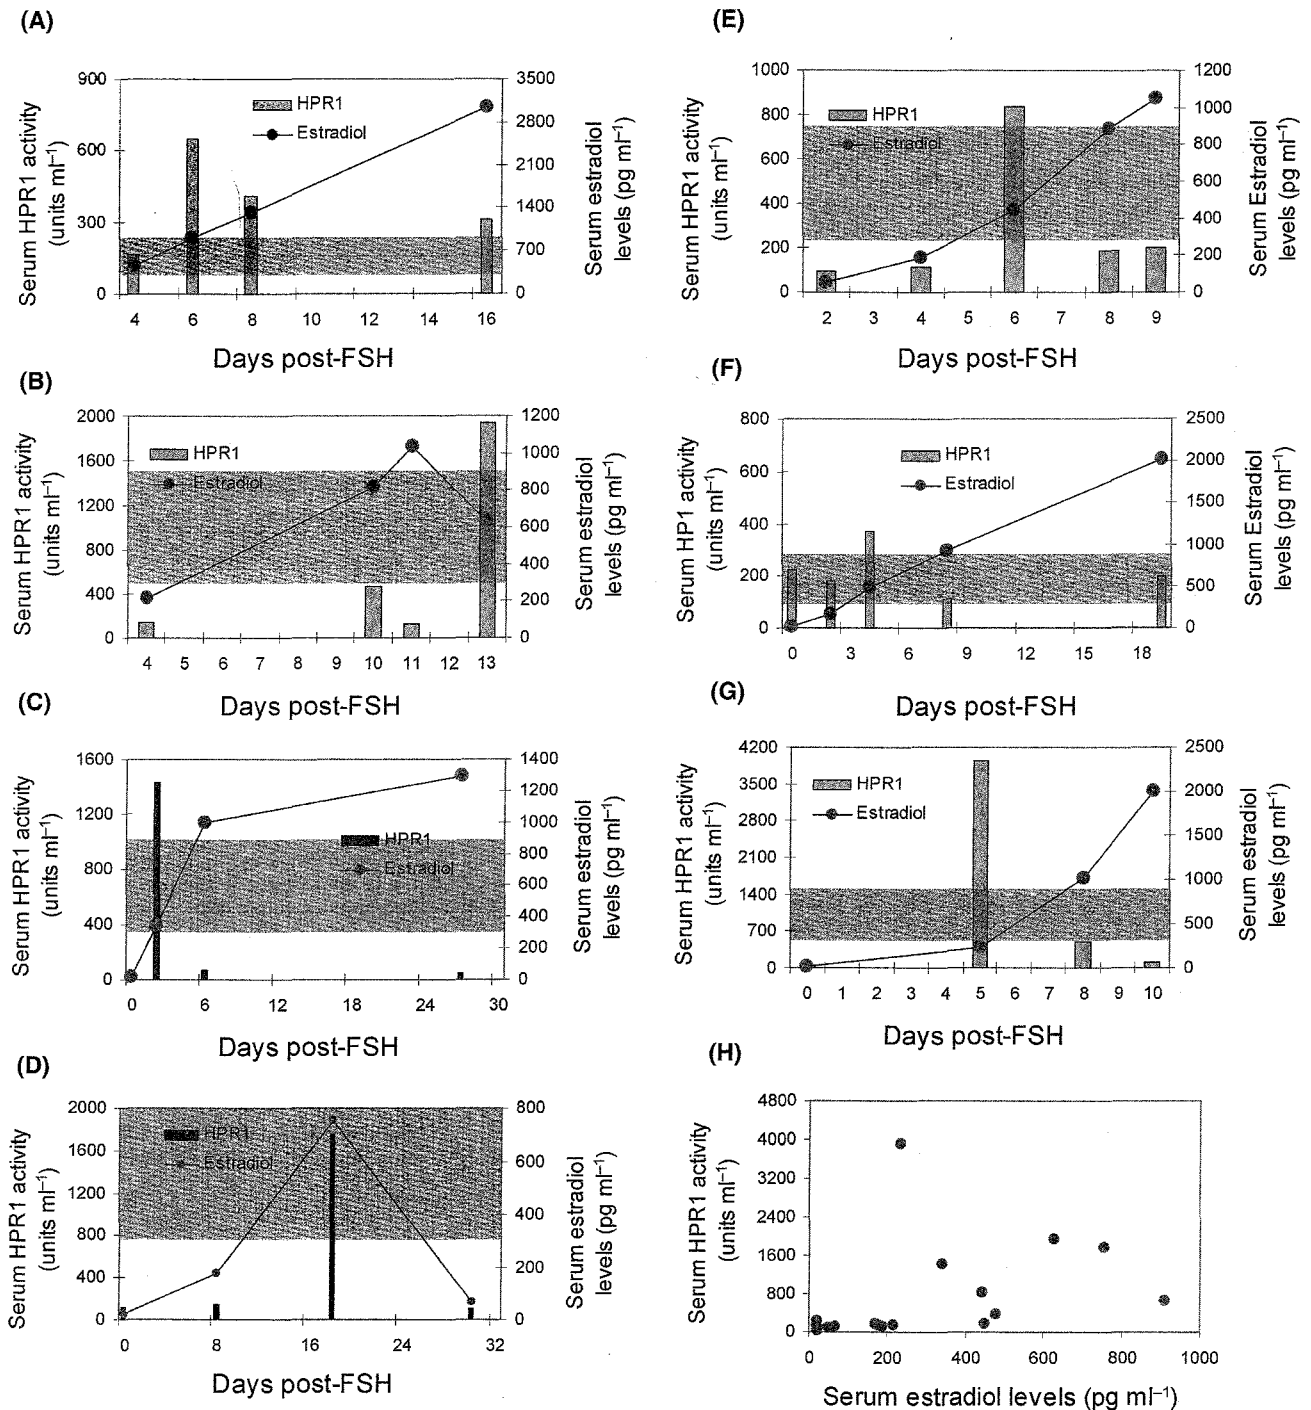 (A)
Serum HPR1 activity
(units ml⁻¹)
900
600
300
0
HPR1
Estradiol
3500
2800
2100
1400
700
0
Serum estradiol
levels (pg ml⁻¹)
4 6 8 10 12 14 16
Days post-FSH
(B)
Serum HPR1 activity
(units ml⁻¹)
2000
1600
1200
800
400
0
HPR1
Estradiol
1200
1000
800
600
400
200
0
Serum estradiol
levels (pg ml⁻¹)
4 5 6 7 8 9 10 11 12 13
Days post-FSH
(C)
Serum HPR1 activity
(units ml⁻¹)
1600
1200
800
400
0
HPR1
Estradiol
1400
1200
1000
800
600
400
200
0
Serum estradiol
levels (pg ml⁻¹)
0 6 12 18 24 30
Days post-FSH
(D)
Serum HPR1 activity
(units ml⁻¹)
2000
1600
1200
800
400
0
HPR1
Estradiol
800
600
400
200
0
Serum estradiol
levels (pg ml⁻¹)
0 8 16 24 32
Days post-FSH
(E)
Serum HPR1 activity
(units ml⁻¹)
1000
800
600
400
200
0
HPR1
Estradiol
1200
1000
800
600
400
200
0
Serum Estradiol
levels (pg ml⁻¹)
2 3 4 5 6 7 8 9
Days post-FSH
(F)
Serum HP1 activity
(units ml⁻¹)
800
600
400
200
0
HPR1
Estradiol
2500
2000
1500
1000
500
0
Serum Estradiol
levels (pg ml⁻¹)
0 3 6 9 12 15 18
Days post-FSH
(G)
Serum HPR1 activity
(units ml⁻¹)
4200
3500
2800
2100
1400
700
0
HPR1
Estradiol
2500
2000
1500
1000
500
0
Serum estradiol
levels (pg ml⁻¹)
0 1 2 3 4 5 6 7 8 10
Days post-FSH
(H)
Serum HPR1 activity
(units ml⁻¹)
4800
4000
3200
2400
1600
800
0
0 200 400 600 800 1000
Serum estradiol levels (pg ml⁻¹)